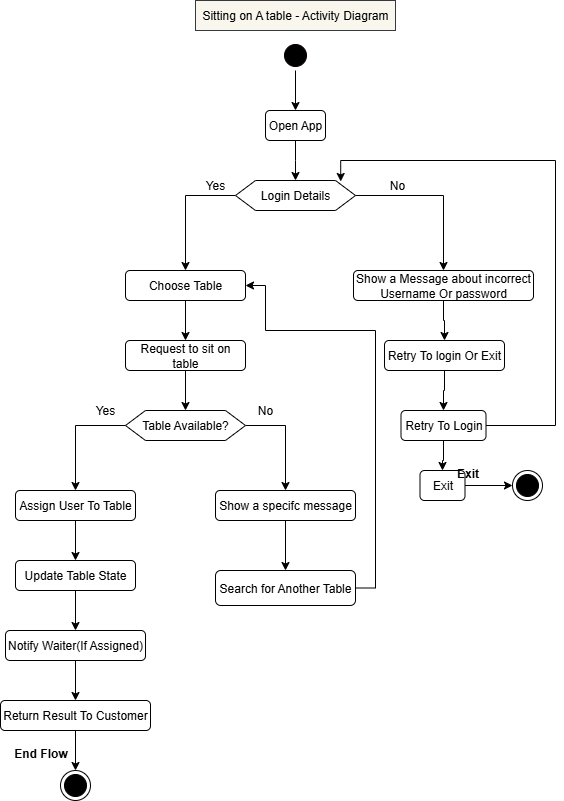 Sitting on A table - Activity Diagram
Open App
Login Details
Yes
No
Choose Table
Show a Message about incorrect
Username Or password
Request to sit on
table
Retry To login Or Exit
Yes
Table Available?
No
Retry To Login
Exit
Exit
Assign User To Table
Show a specifc message
Update Table State
Search for Another Table
Notify Waiter(If Assigned)
Return Result To Customer
End Flow